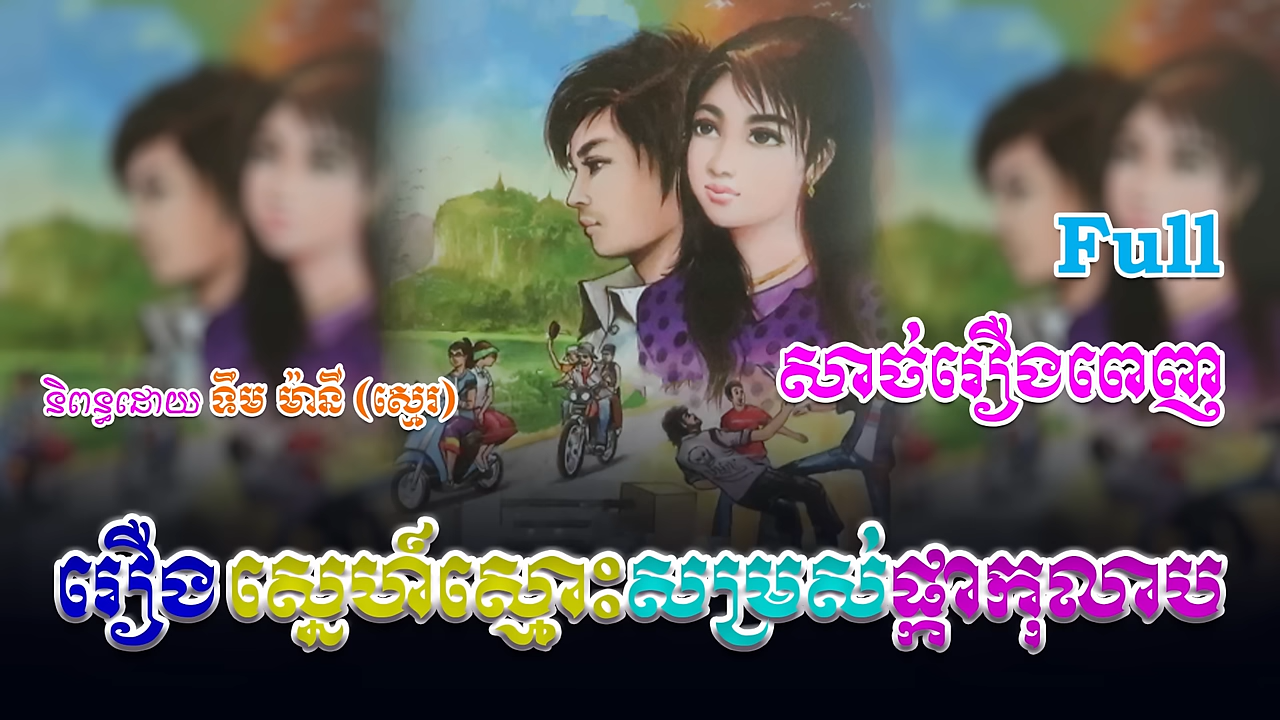 Full
សាច់រឿងពេញ
និពន្ធដោយ ទឹម ម៉ានី (ស្មេរ)
រឿង ស្នេហ៍ស្មោះសម្រស់ផ្កាកុលាប